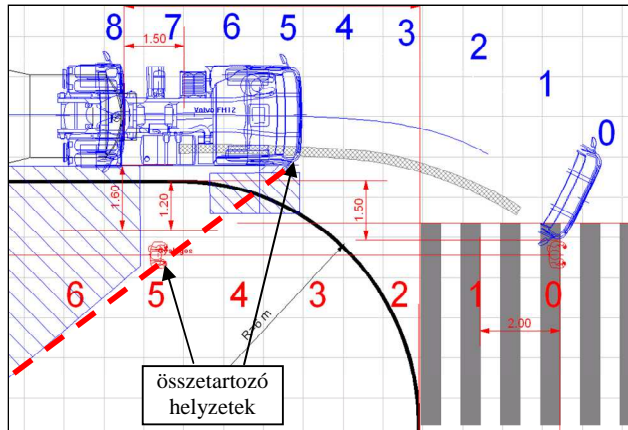 8 7 6 5 4 3 2 1 0
1.50
Volvo FH12
1.60
1.20
1.50
Gyalogos
6 5 4 3 2 1 0
R=6 m
2.00
összetartozó
helyzetek